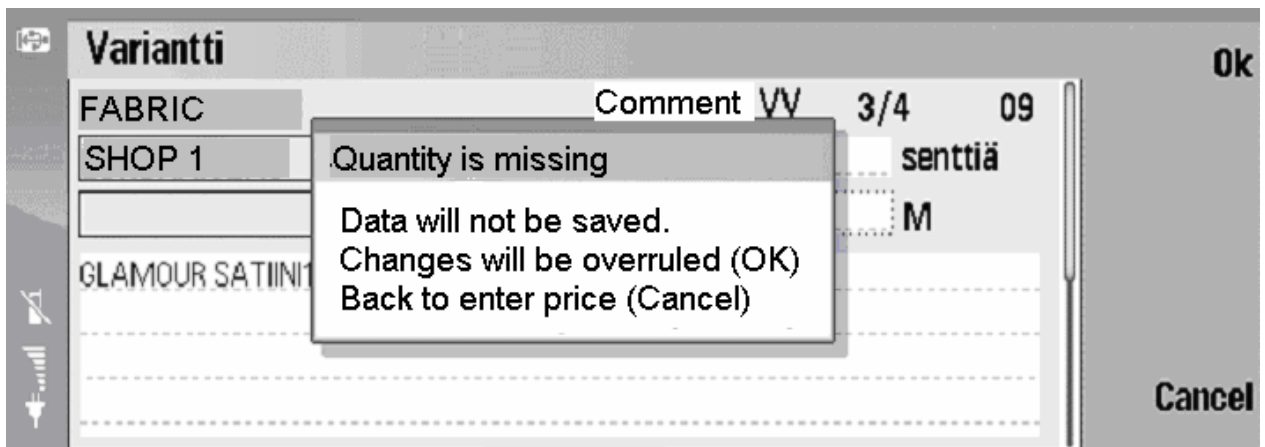 Variantti
Ok
FABRIC
Comment VV 3/4 09
SHOP 1
senttiä
M
Quantity is missing
Data will not be saved.
Changes will be overruled (OK)
Back to enter price (Cancel)
GLAMOUR SATIINI1
Cancel